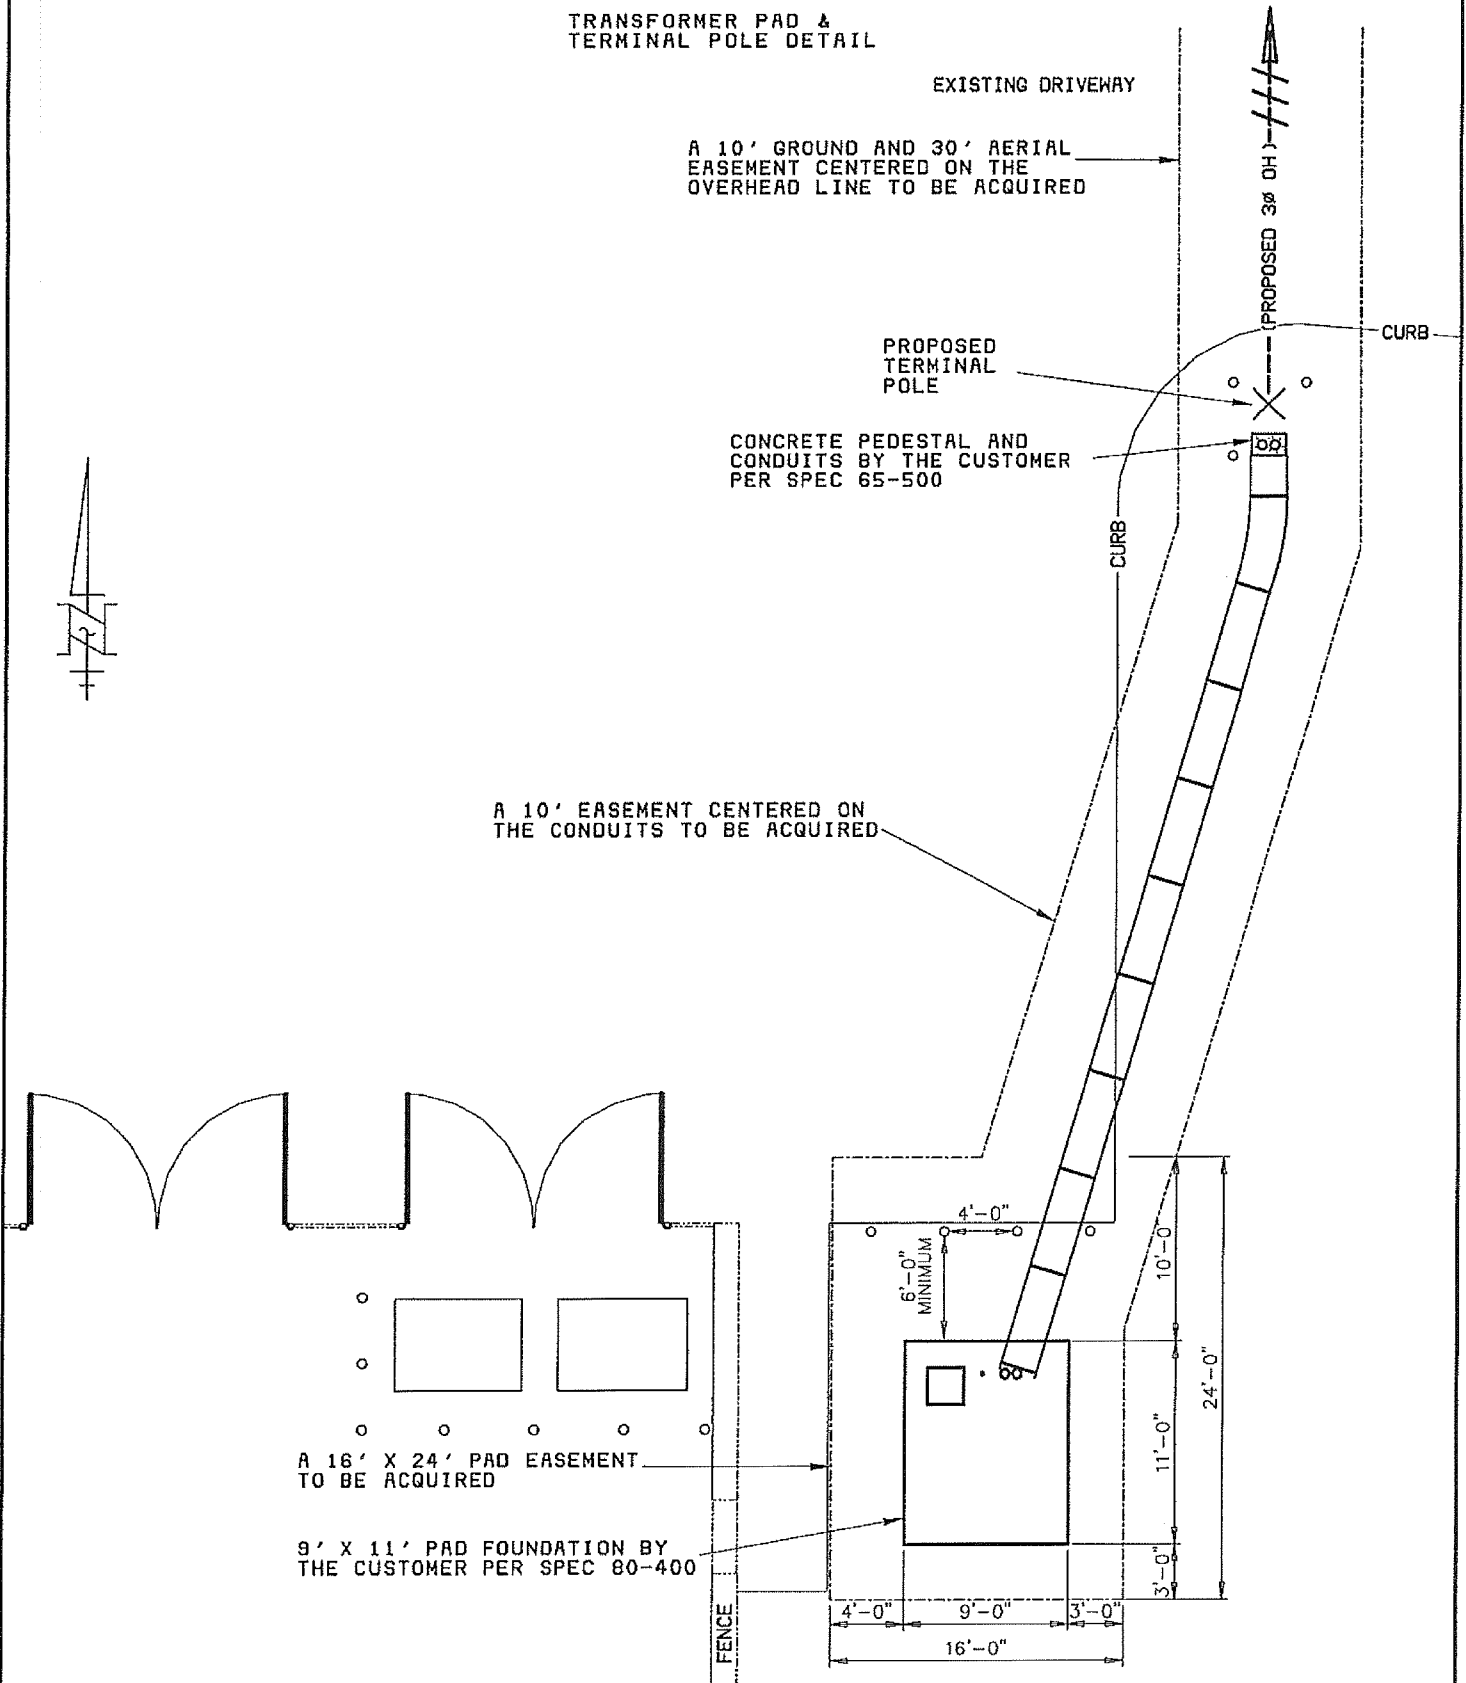 TRANSFORMER PAD &
TERMINAL POLE DETAIL
EXISTING DRIVEWAY
A 10' GROUND AND 30' AERIAL
EASEMENT CENTERED ON THE
OVERHEAD LINE TO BE ACQUIRED
(PROPOSED 3Ø OH)
CURB
PROPOSED
TERMINAL
POLE
CONCRETE PEDESTAL AND
CONDUITS BY THE CUSTOMER
PER SPEC 65-500
CURB
A 10' EASEMENT CENTERED ON
THE CONDUITS TO BE ACQUIRED
4'-0"
6'-0"
MINIMUM
10'-0
24'-0"
11'-0"
3'-0"
A 16' X 24' PAD EASEMENT
TO BE ACQUIRED
9' X 11' PAD FOUNDATION BY
THE CUSTOMER PER SPEC 80-400
FENCE
4'-0"
9'-0"
3'-0"
16'-0"